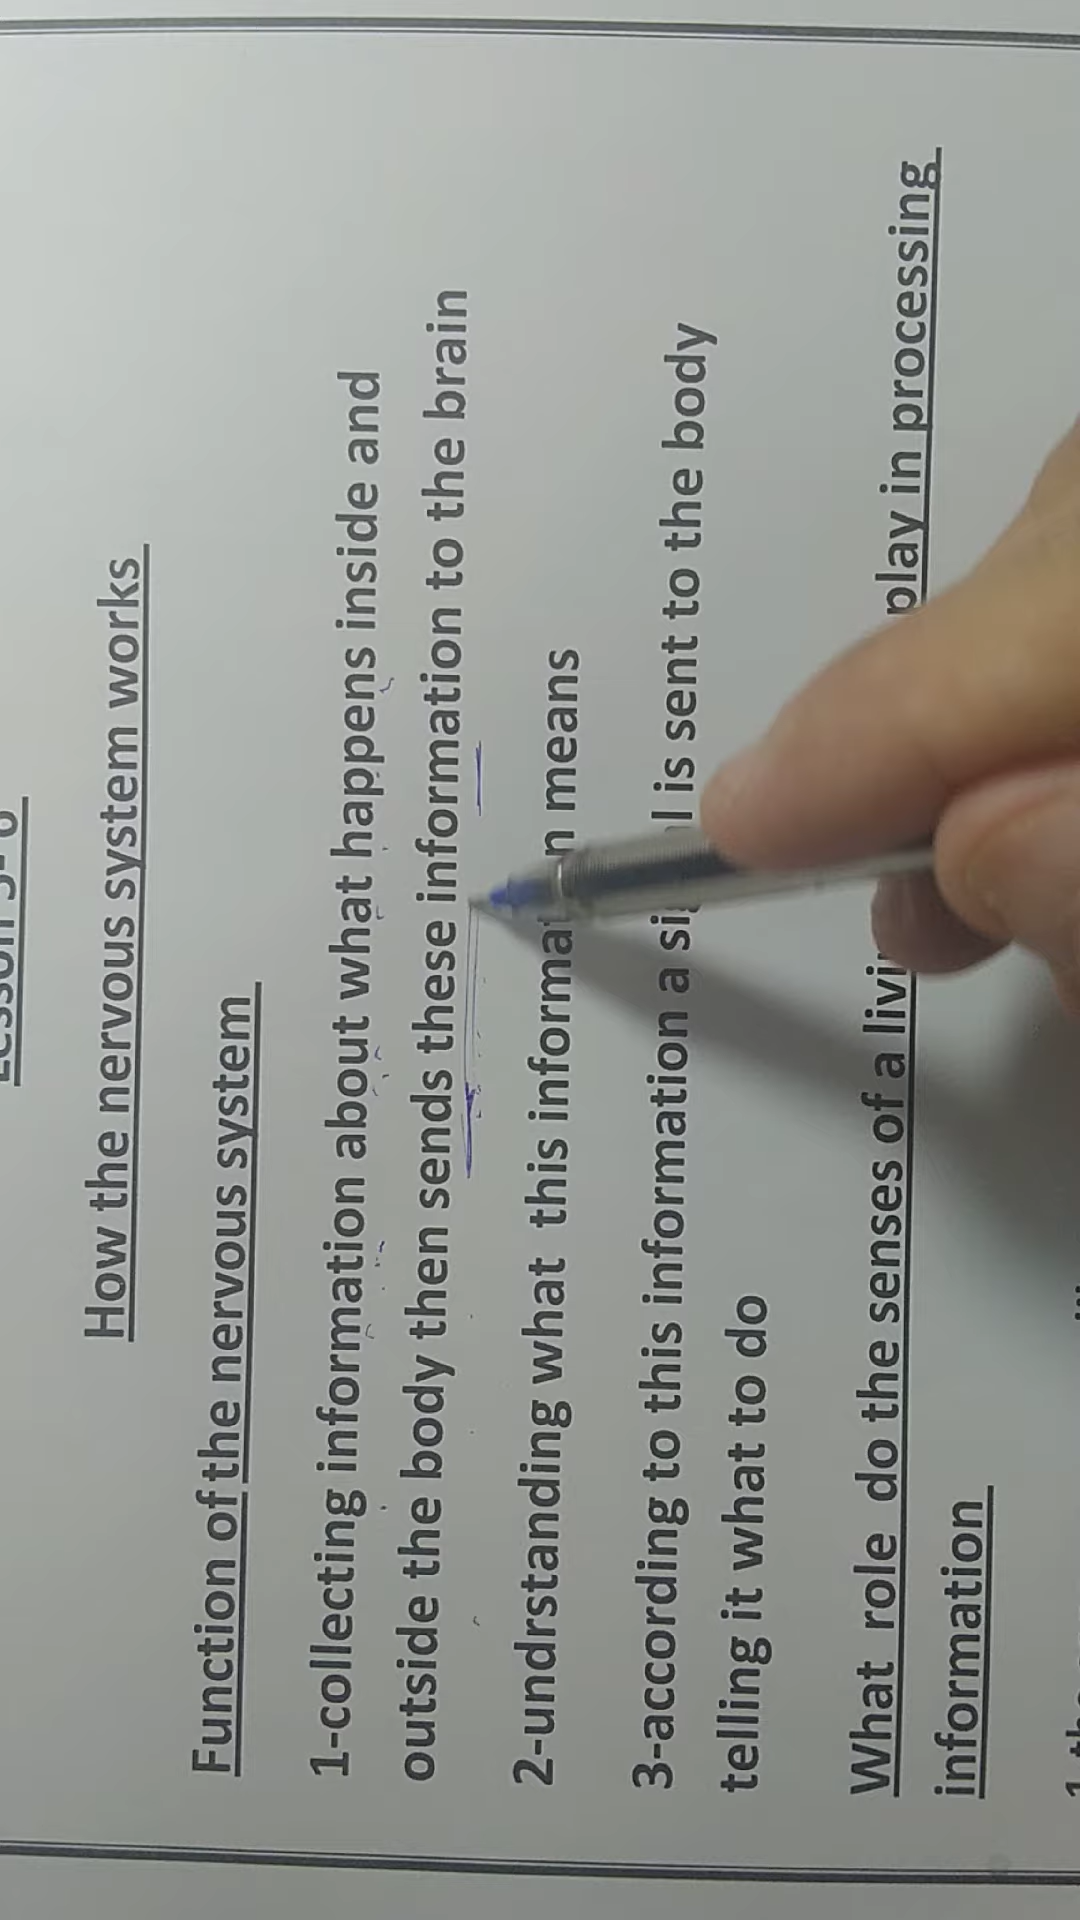 How the nervous system works
Function of the nervous system
1-collecting information about what happens inside and
outside the body then sends these information to the brain
2-undrstanding what this means
3-according to this information a is sent to the body
telling it what to do
What role do the senses of a play in processing
information